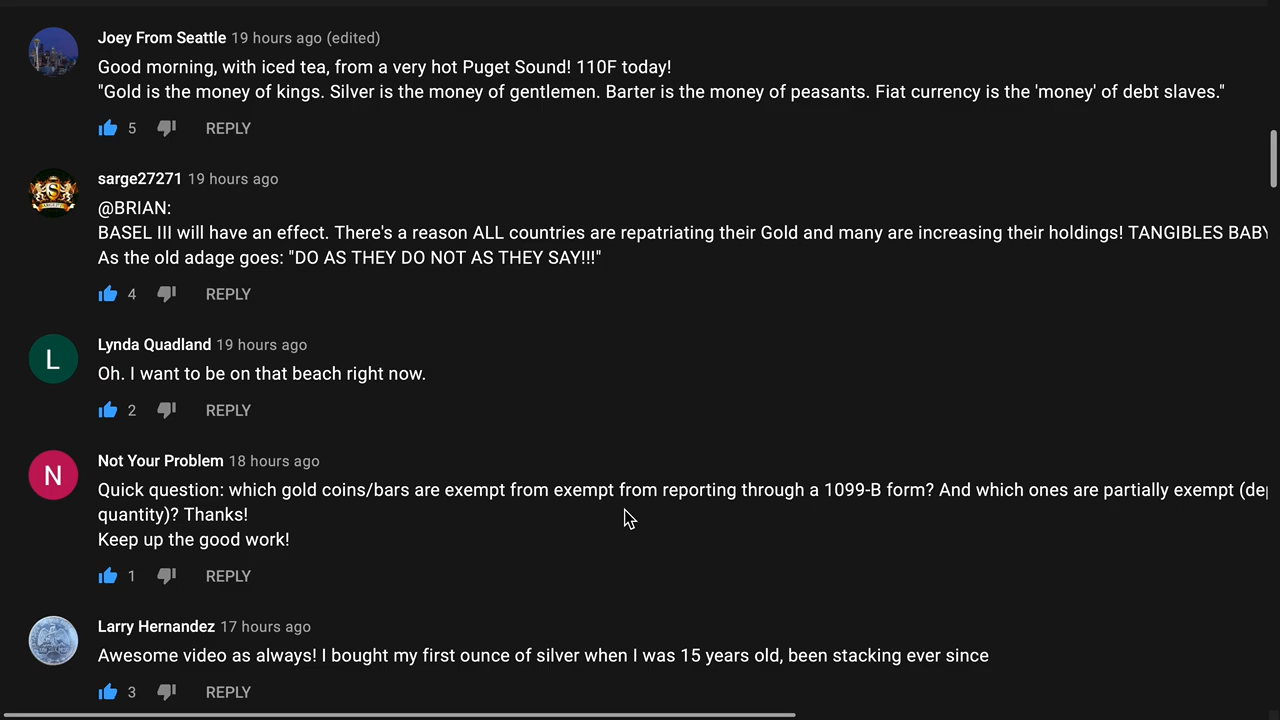 Joey From Seattle 19 hours ago (edited)
Good morning, with iced tea, from a very hot Puget Sound! 110F today!
"Gold is the money of kings. Silver is the money of gentlemen. Barter is the money of peasants. Fiat currency is the 'money' of debt slaves."
5 REPLY
sarge27271 19 hours ago
@BRIAN:
BASEL III will have an effect. There's a reason ALL countries are repatriating their Gold and many are increasing their holdings! TANGIBLES BABY
As the old adage goes: "DO AS THEY DO NOT AS THEY SAY!!!"
4 REPLY
L
Lynda Quadland 19 hours ago
Oh. I want to be on that beach right now.
2 REPLY
N
Not Your Problem 18 hours ago
Quick question: which gold coins/bars are exempt from exempt from reporting through a 1099-B form? And which ones are partially exempt (dep
quantity)? Thanks!
Keep up the good work!
1 REPLY
Larry Hernandez 17 hours ago
Awesome video as always! I bought my first ounce of silver when I was 15 years old, been stacking ever since
3 REPLY